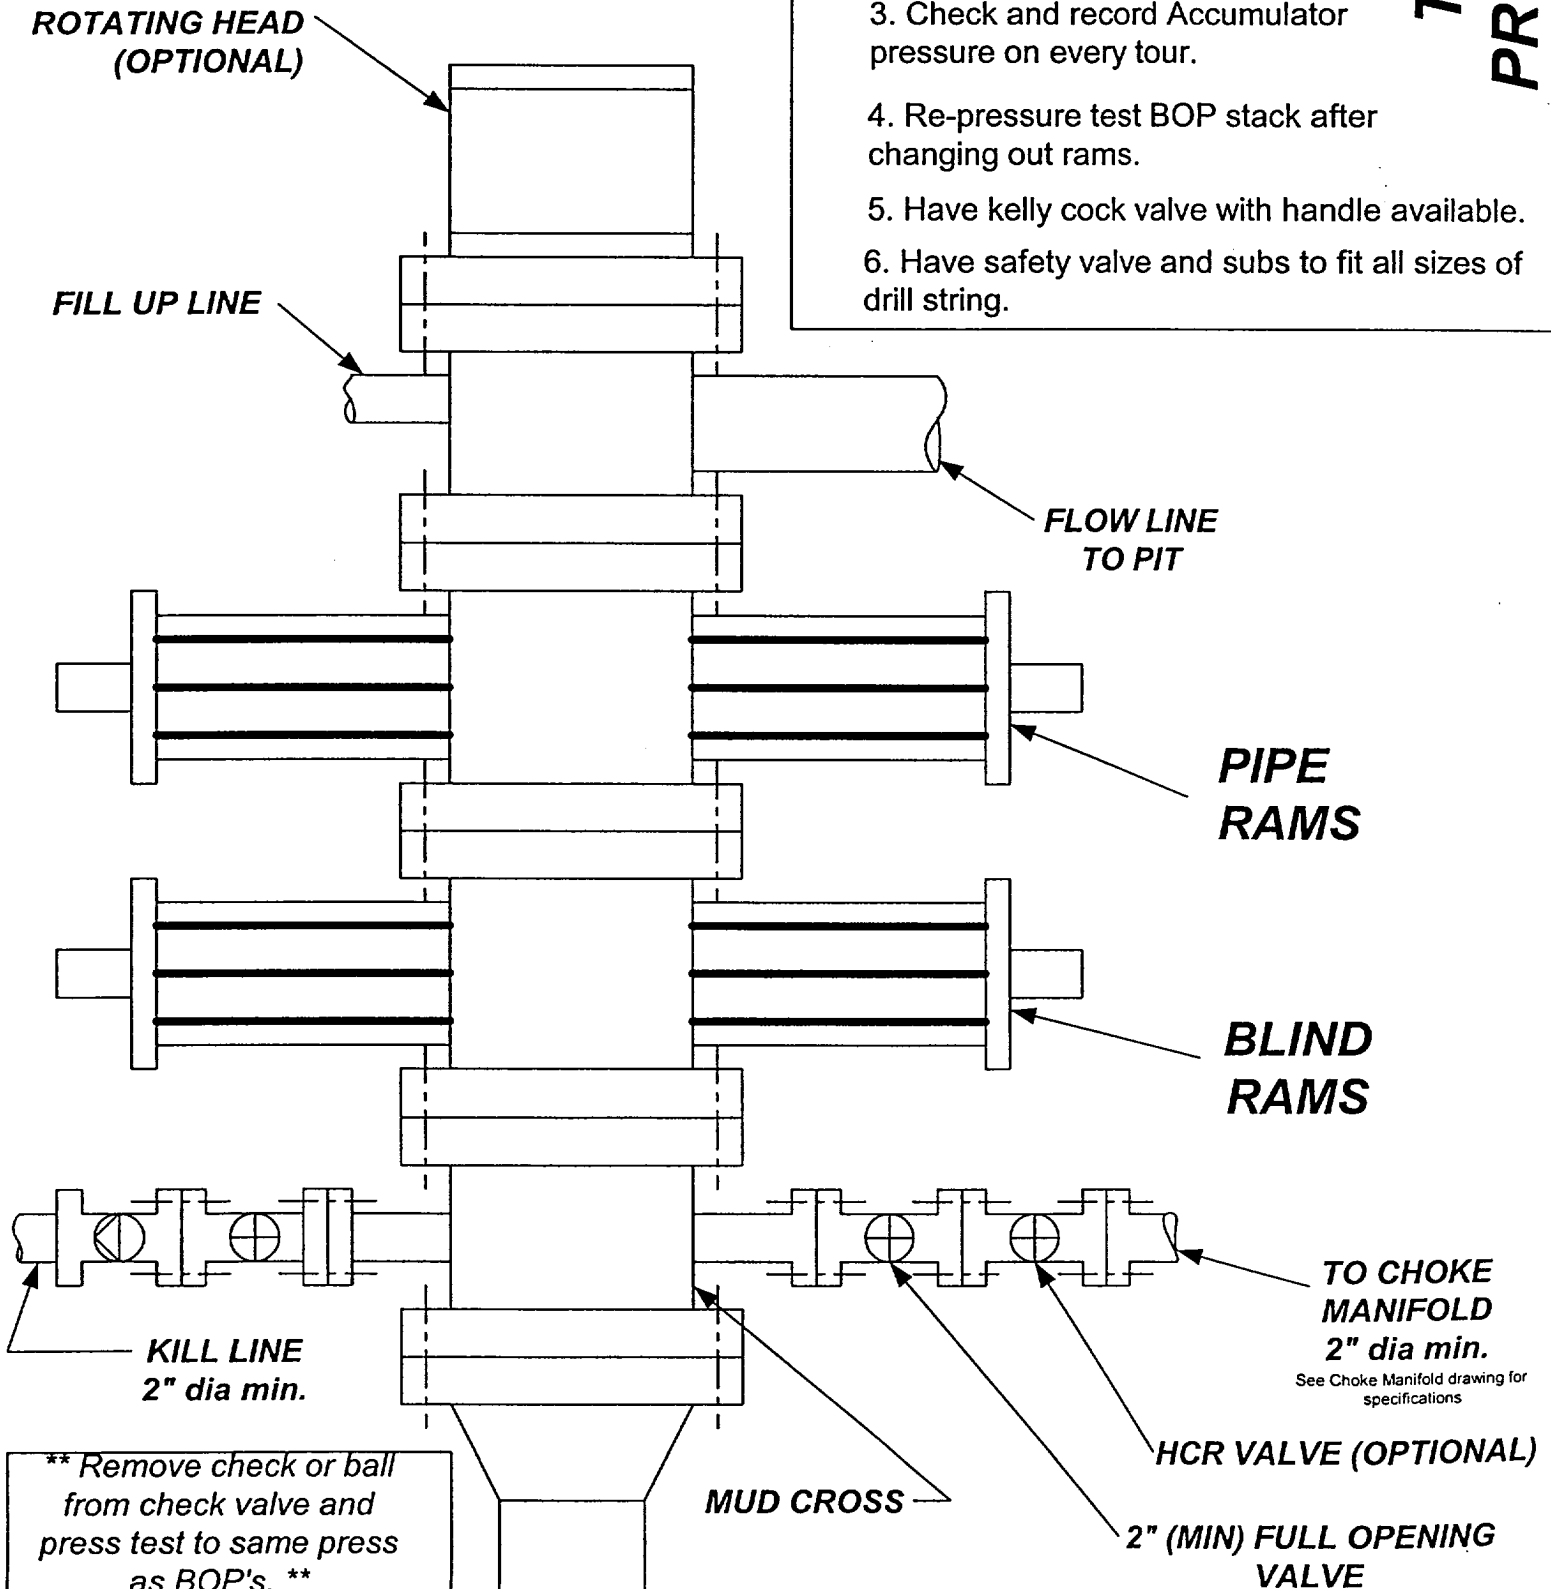 ROTATING HEAD
(OPTIONAL)
3. Check and record Accumulator
pressure on every tour.
4. Re-pressure test BOP stack after
changing out rams.
5. Have kelly cock valve with handle available.
6. Have safety valve and subs to fit all sizes of
drill string.
T
PR
FILL UP LINE
FLOW LINE
TO PIT
PIPE
RAMS
BLIND
RAMS
TO CHOKE
MANIFOLD
2" dia min.
See Choke Manifold drawing for
specifications
KILL LINE
2" dia min.
HCR VALVE (OPTIONAL)
MUD CROSS
2" (MIN) FULL OPENING
VALVE
** Remove check or ball
from check valve and
press test to same press
as BOP's. **